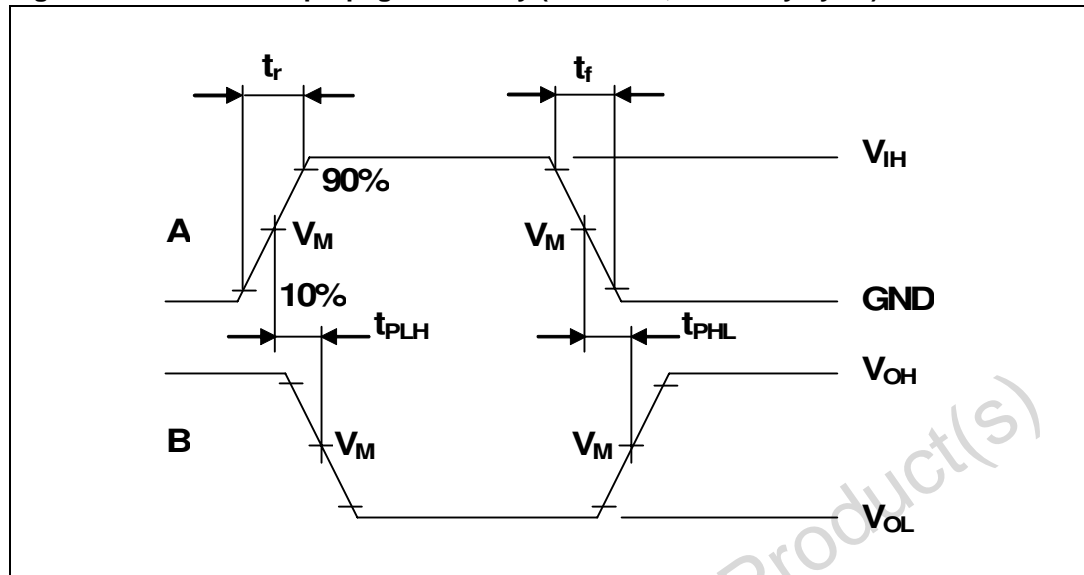 tr
tf
VIH
90%
A
VM
VM
10%
GND
tPLH
tPHL
VOH
B
VM
VM
VOL
Product(s)